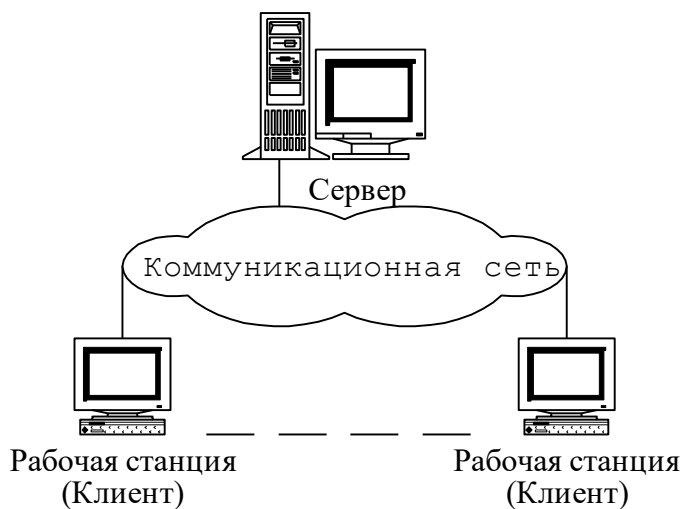 Сервер
Коммуникационная сеть
Рабочая станция
(Клиент)
Рабочая станция
(Клиент)